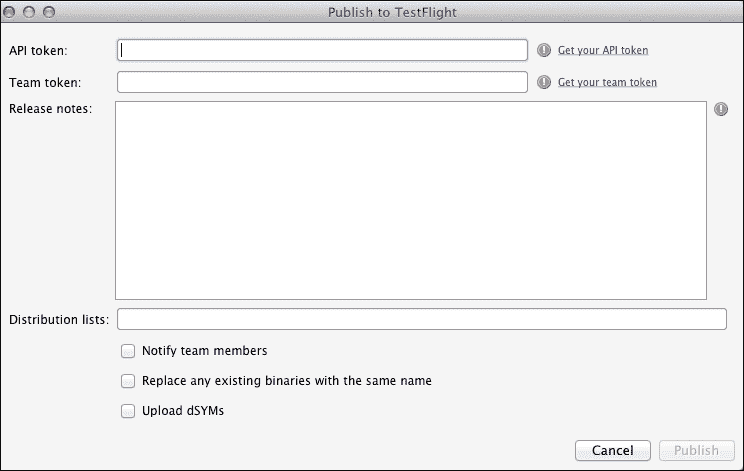 Publish to TestFlight
API token:
Get your API token
Team token:
Get your team token
Release notes:
Distribution lists:
Notify team members
Replace any existing binaries with the same name
Upload dSYMs
Cancel
Publish